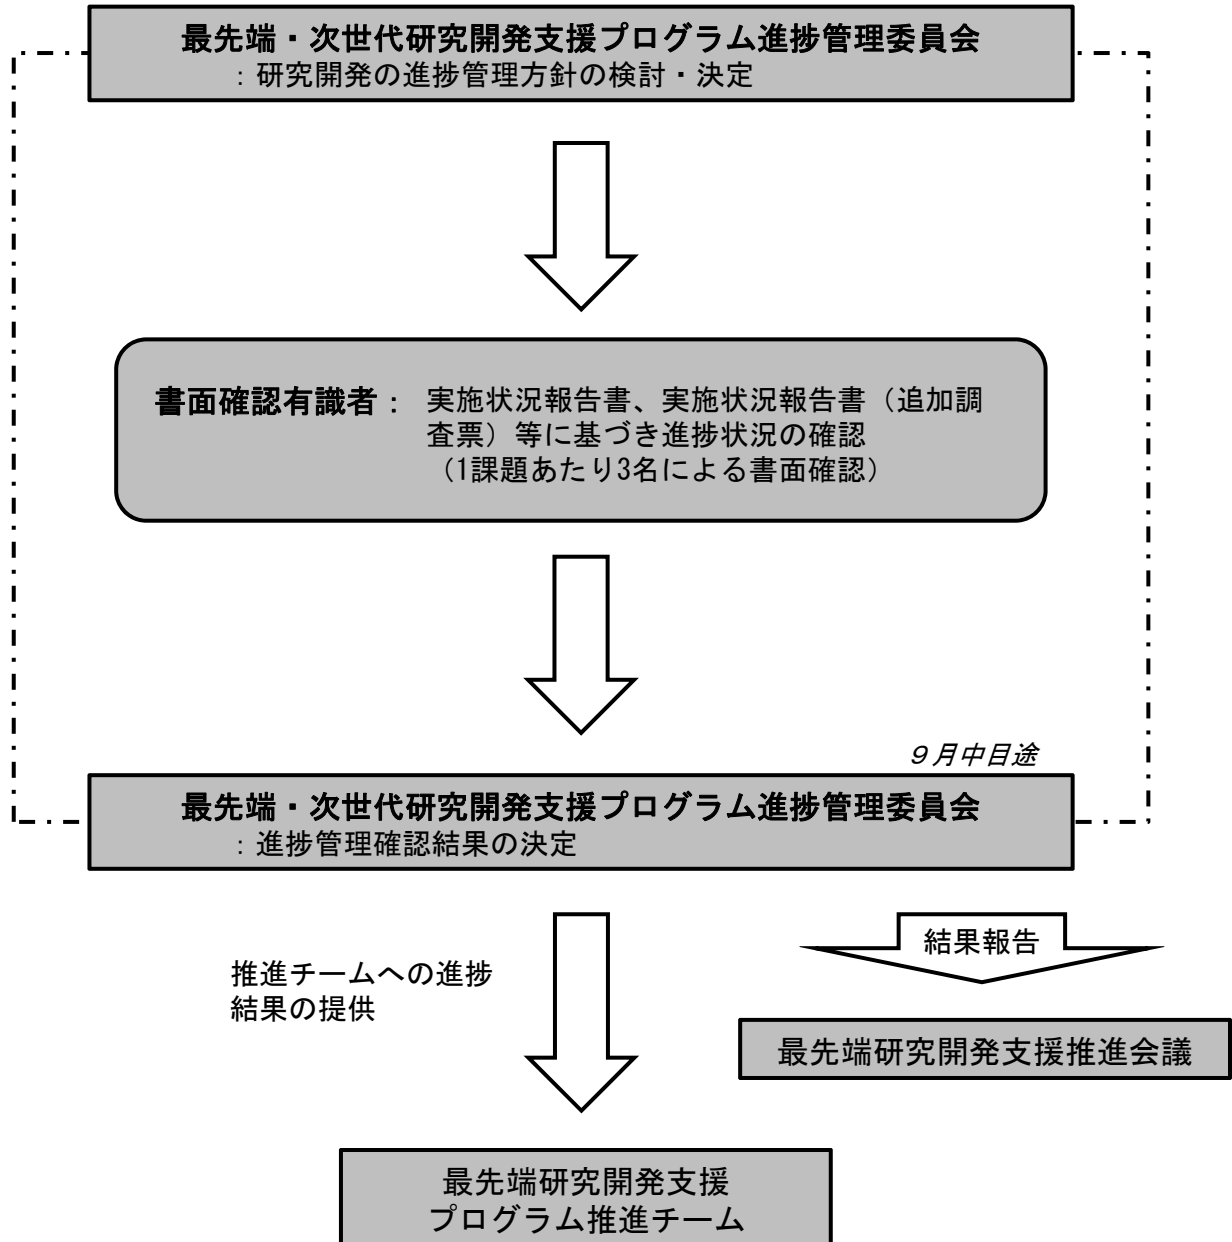 最先端・次世代研究開発支援プログラム進捗管理委員会
：研究開発の進捗管理方針の検討・決定
書面確認有識者： 実施状況報告書、実施状況報告書（追加調
査票）等に基づき進捗状況の確認
（1課題あたり3名による書面確認）
９月中目途
最先端・次世代研究開発支援プログラム進捗管理委員会
：進捗管理確認結果の決定
結果報告
推進チームへの進捗
結果の提供
最先端研究開発支援推進会議
最先端研究開発支援
プログラム推進チーム